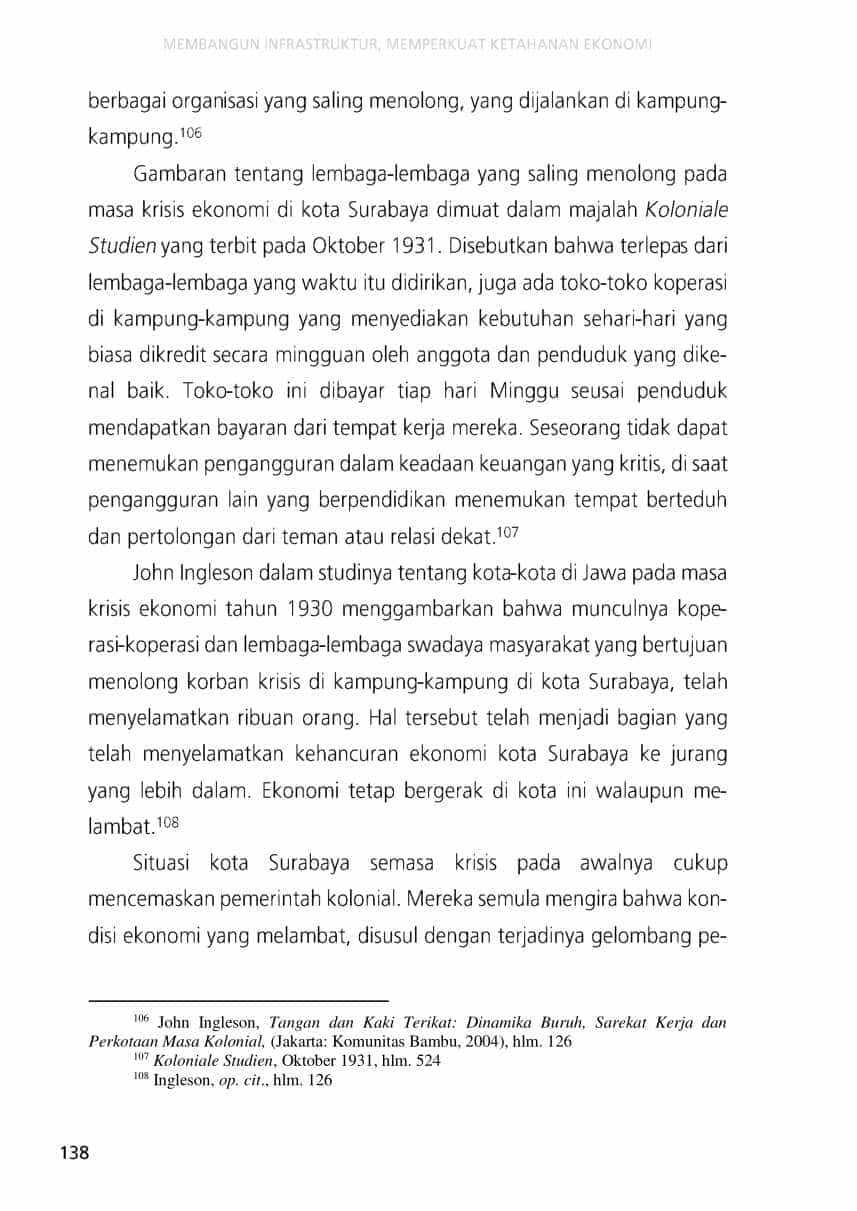 MEMBANGUN INFRASTRUKTUR, MEMPERKUAT KETAHANAN EKONOMI
berbagai organisasi yang saling menolong, yang dijalankan di kampung-
kampung.106
Gambaran tentang lembaga-lembaga yang saling menolong pada
masa krisis ekonomi di kota Surabaya dimuat dalam majalah Koloniale
Studien yang terbit pada Oktober 1931. Disebutkan bahwa terlepas dari
lembaga-lembaga yang waktu itu didirikan, juga ada toko-toko koperasi
di kampung-kampung yang menyediakan kebutuhan sehari-hari yang
biasa dikredit secara mingguan oleh anggota dan penduduk yang dike-
nal baik. Toko-toko ini dibayar tiap hari Minggu seusai penduduk
mendapatkan bayaran dari tempat kerja mereka. Seseorang tidak dapat
menemukan pengangguran dalam keadaan keuangan yang kritis, di saat
pengangguran lain yang berpendidikan menemukan tempat berteduh
dan pertolongan dari teman atau relasi dekat.107
John Ingleson dalam studinya tentang kota-kota di Jawa pada masa
krisis ekonomi tahun 1930 menggambarkan bahwa munculnya kope-
rasi-koperasi dan lembaga-lembaga swadaya masyarakat yang bertujuan
menolong korban krisis di kampung-kampung di kota Surabaya, telah
menyelamatkan ribuan orang. Hal tersebut telah menjadi bagian yang
telah menyelamatkan kehancuran ekonomi kota Surabaya ke jurang
yang lebih dalam. Ekonomi tetap bergerak di kota ini walaupun me-
lambat.108
Situasi kota Surabaya semasa krisis pada awalnya cukup
mencemaskan pemerintah kolonial. Mereka semula mengira bahwa kon-
disi ekonomi yang melambat, disusul dengan terjadinya gelombang pe-
106 John Ingleson, Tangan dan Kaki Terikat: Dinamika Buruh, Sarekat Kerja dan
Perkotaan Masa Kolonial, (Jakarta: Komunitas Bambu, 2004), hlm. 126
107 Koloniale Studien, Oktober 1931, hlm. 524
108 Ingleson, op. cit., hlm. 126
138